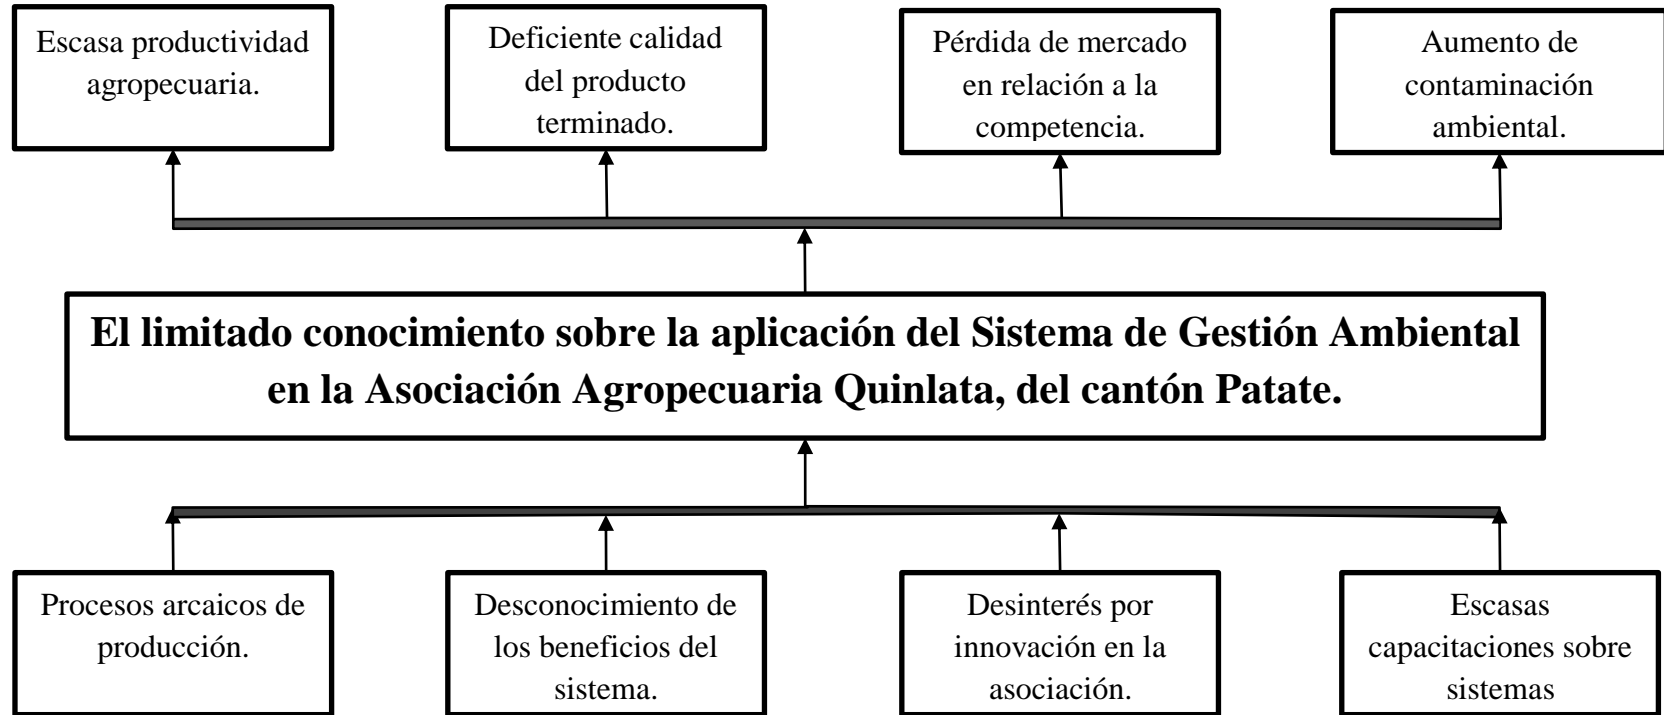 Escasa productividad
agropecuaria.
Deficiente calidad
del producto
terminado.
Pérdida de mercado
en relación a la
competencia.
Aumento de
contaminación
ambiental.
El limitado conocimiento sobre la aplicación del Sistema de Gestión Ambiental
en la Asociación Agropecuaria Quinlata, del cantón Patate.
Procesos arcaicos de
producción.
Desconocimiento de
los beneficios del
sistema.
Desinterés por
innovación en la
asociación.
Escasas
capacitaciones sobre
sistemas